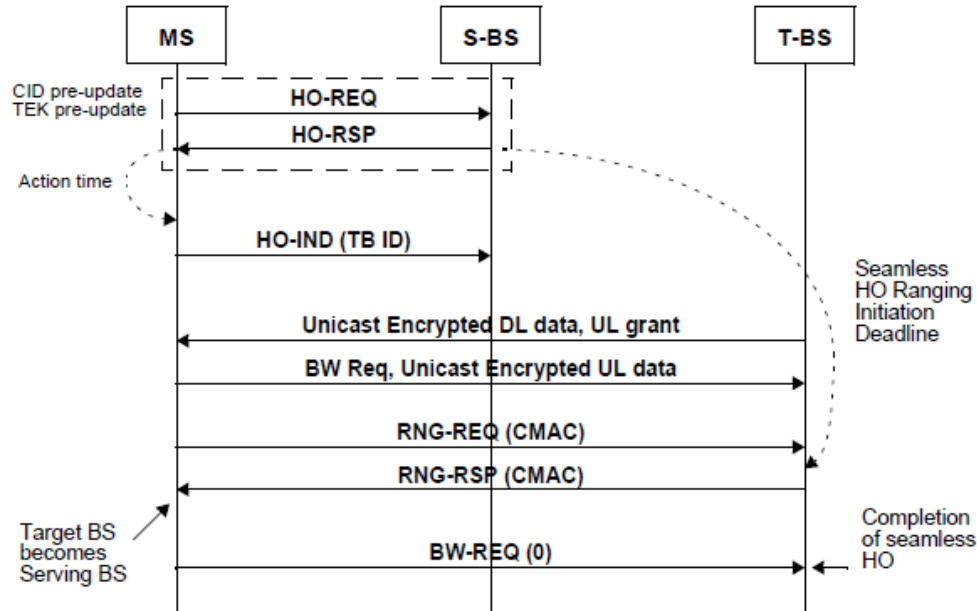 MS
S-BS
T-BS
CID pre-update
TEK pre-update
HO-REQ
HO-RSP
Action time
HO-IND (TB ID)
Seamless
HO Ranging
Initiation
Deadline
Unicast Encrypted DL data, UL grant
BW Req, Unicast Encrypted UL data
RNG-REQ (CMAC)
RNG-RSP (CMAC)
Target BS
becomes
Serving BS
BW-REQ (0)
Completion
of seamless
HO